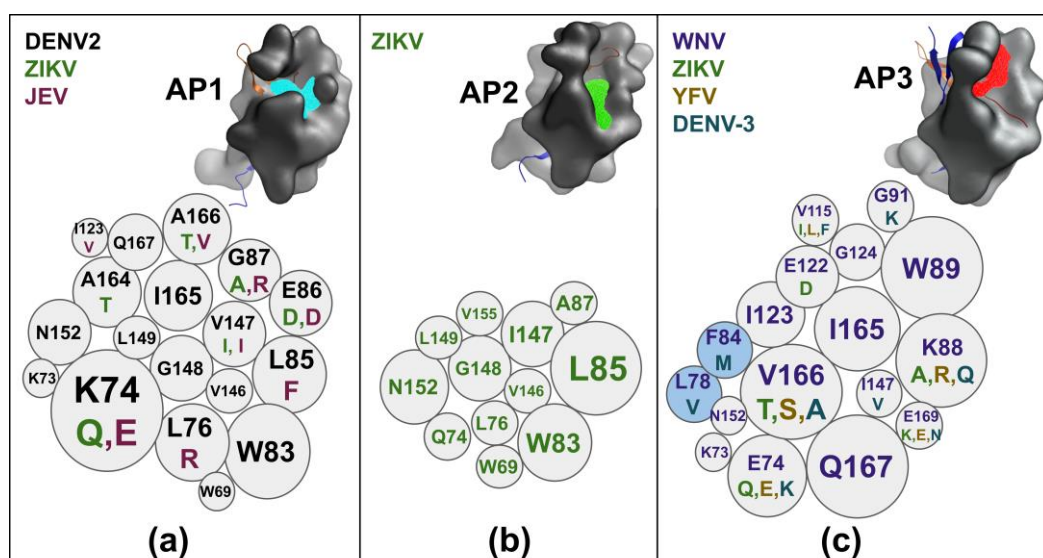 DENV2
ZIKV
JEV
AP1
I123
V
Q167
A166
T,V
G87
A,R
E86
D,D
A164
T
I165
N152
L149
V147
I, I
K73
G148
V146
L85
F
K74
Q,E
L76
R
W83
W69
(a)
ZIKV
AP2
V155
A87
L149
I147
L85
N152
G148
V146
Q74
L76
W83
W69
(b)
WNV
ZIKV
YFV
DENV-3
AP3
G91
K
V115
I,L,F
G124
W89
E122
D
I123
I165
F84
M
K88
A,R,Q
L78
V
V166
T,S,A
I147
V
N152
E169
K,E,N
K73
E74
Q,E,K
Q167
(c)